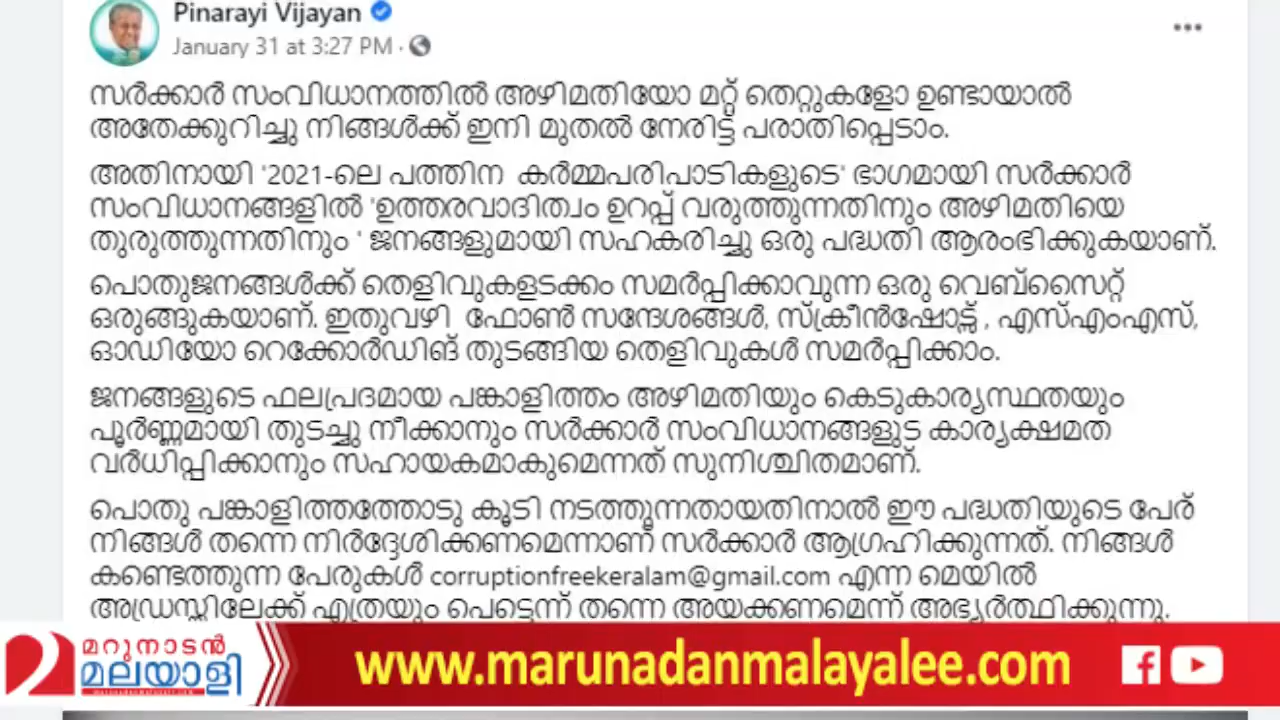 Pinarayi Vijayan
January 31 at 3:27 PM ·
സർക്കാർ സംവിധാനത്തിൽ അഴിമതിയോ മറ്റ് തെറ്റുകളോ ഉണ്ടായാൽ
അതേക്കുറിച്ചു നിങ്ങൾക്ക് ഇനി മുതൽ നേരിട്ട് പരാതിപ്പെടാം.
അതിനായി '2021-ലെ പത്തിന കർമ്മപരിപാടികളുടെ' ഭാഗമായി സർക്കാർ
സംവിധാനങ്ങളിൽ 'ഉത്തരവാദിത്വം ഉറപ്പ് വരുത്തുന്നതിനും അഴിമതിയെ
തുരുത്തുന്നതിനും ' ജനങ്ങളുമായി സഹകരിച്ചു ഒരു പദ്ധതി ആരംഭിക്കുകയാണ്.
പൊതുജനങ്ങൾക്ക് തെളിവുകളടക്കം സമർപ്പിക്കാവുന്ന ഒരു വെബ്സൈറ്റ്
ഒരുങ്ങുകയാണ്. ഇതുവഴി ഫോൺ സന്ദേശങ്ങൾ, സ്ക്രീൻഷോട്സ് , എസ്എംഎസ്,
ഓഡിയോ റെക്കോർഡിങ് തുടങ്ങിയ തെളിവുകൾ സമർപ്പിക്കാം.
ജനങ്ങളുടെ ഫലപ്രദമായ പങ്കാളിത്തം അഴിമതിയും കെടുകാര്യസ്ഥതയും
പൂർണ്ണമായി തുടച്ചു നീക്കാനും സർക്കാർ സംവിധാനങ്ങളുട കാര്യക്ഷമത
വർധിപ്പിക്കാനും സഹായകമാകുമെന്നത് സുനിശ്ചിതമാണ്.
പൊതു പങ്കാളിത്തത്തോടു കൂടി നടത്തുന്നതായതിനാൽ ഈ പദ്ധതിയുടെ പേര്
നിങ്ങൾ തന്നെ നിർദ്ദേശിക്കണമെന്നാണ് സർക്കാർ ആഗ്രഹിക്കുന്നത്. നിങ്ങൾ
കണ്ടെത്തുന്ന പേരുകൾ corruptionfreekeralam@gmail.com എന്ന മെയിൽ
അഡ്രസ്സിലേക്ക് എത്രയും പെട്ടെന്ന് തന്നെ അയക്കണമെന്ന് അഭ്യർത്ഥിക്കുന്നു.
മറുനാടൻ
മലയാളി
www.marunadanmalayalee.com